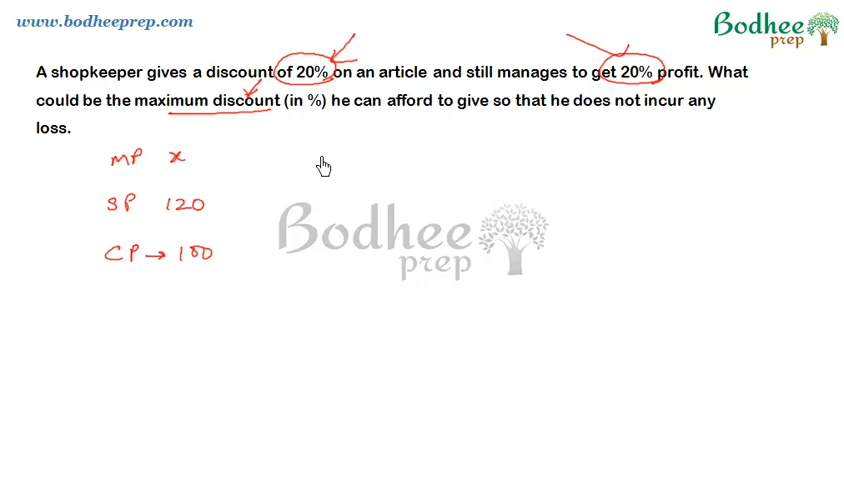 www.bodheeprep.com
Bodhee
prep
A shopkeeper gives a discount of 20% on an article and still manages to get 20% profit. What
could be the maximum discount (in %) he can afford to give so that he does not incur any
loss.
MP x
SP 120
CP → 100
Bodhee
prep